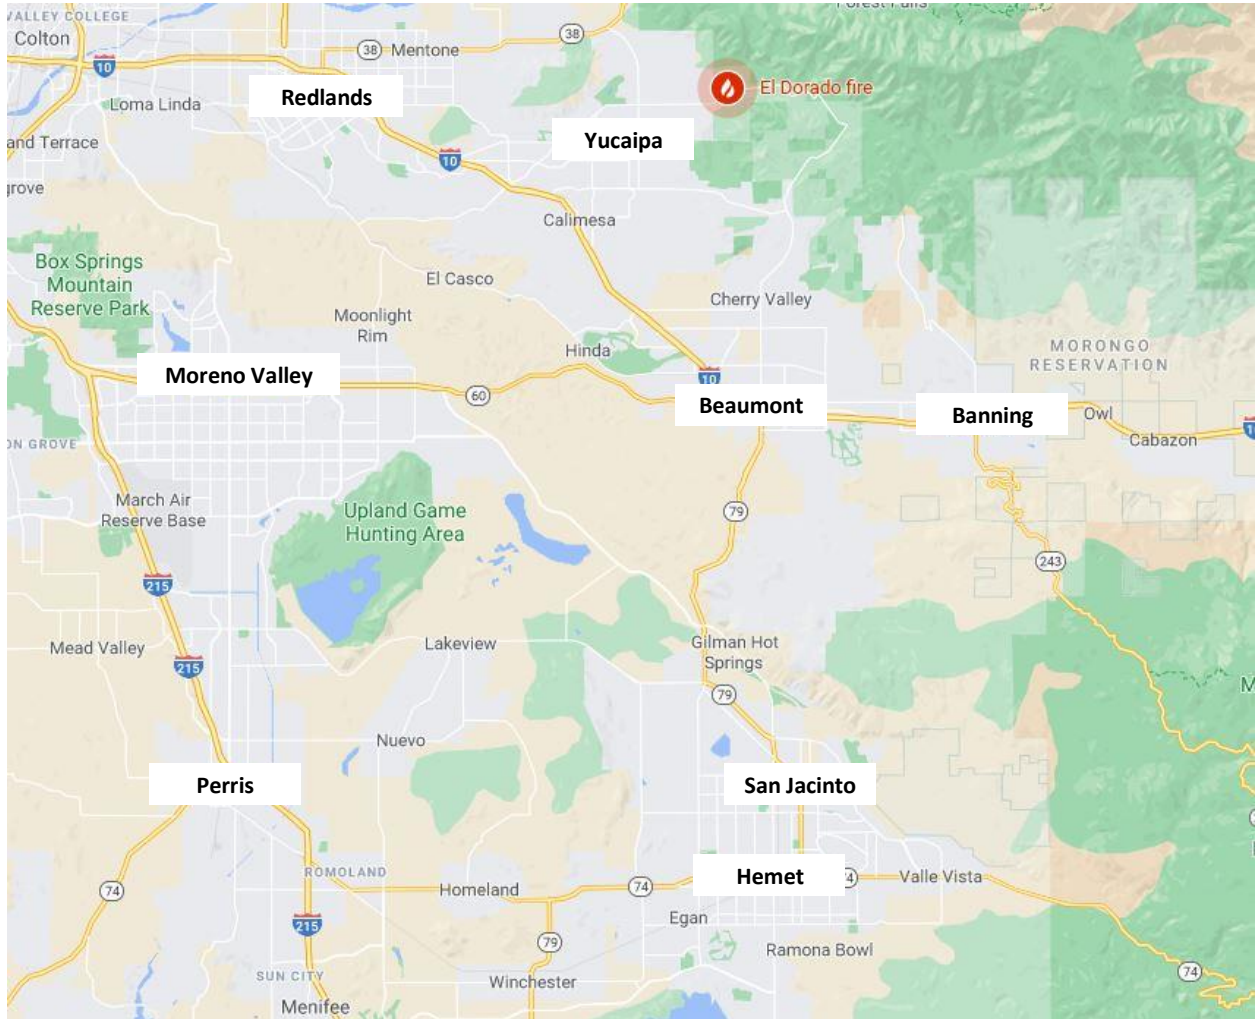 VALLEY COLLEGE
Forest Falls
Colton
38
Mentone
38
10
Redlands
El Dorado fire
Loma Linda
and Terrace
Yucaipa
10
grove
Calimesa
Box Springs
Mountain
Reserve Park
El Casco
Cherry Valley
Moonlight
Rim
Hinda
MORONGO
RESERVATION
Moreno Valley
10
60
Beaumont
Banning
Owl
Cabazon
ON GROVE
March Air
Reserve Base
Upland Game
Hunting Area
79
243
215
Mead Valley
Lakeview
Gilman Hot
Springs
215
79
M
Nuevo
Perris
San Jacinto
ROMOLAND
Hemet
74
Valle Vista
74
Homeland
74
Egan
215
79
Ramona Bowl
SUN CITY
Winchester
74
Menifee